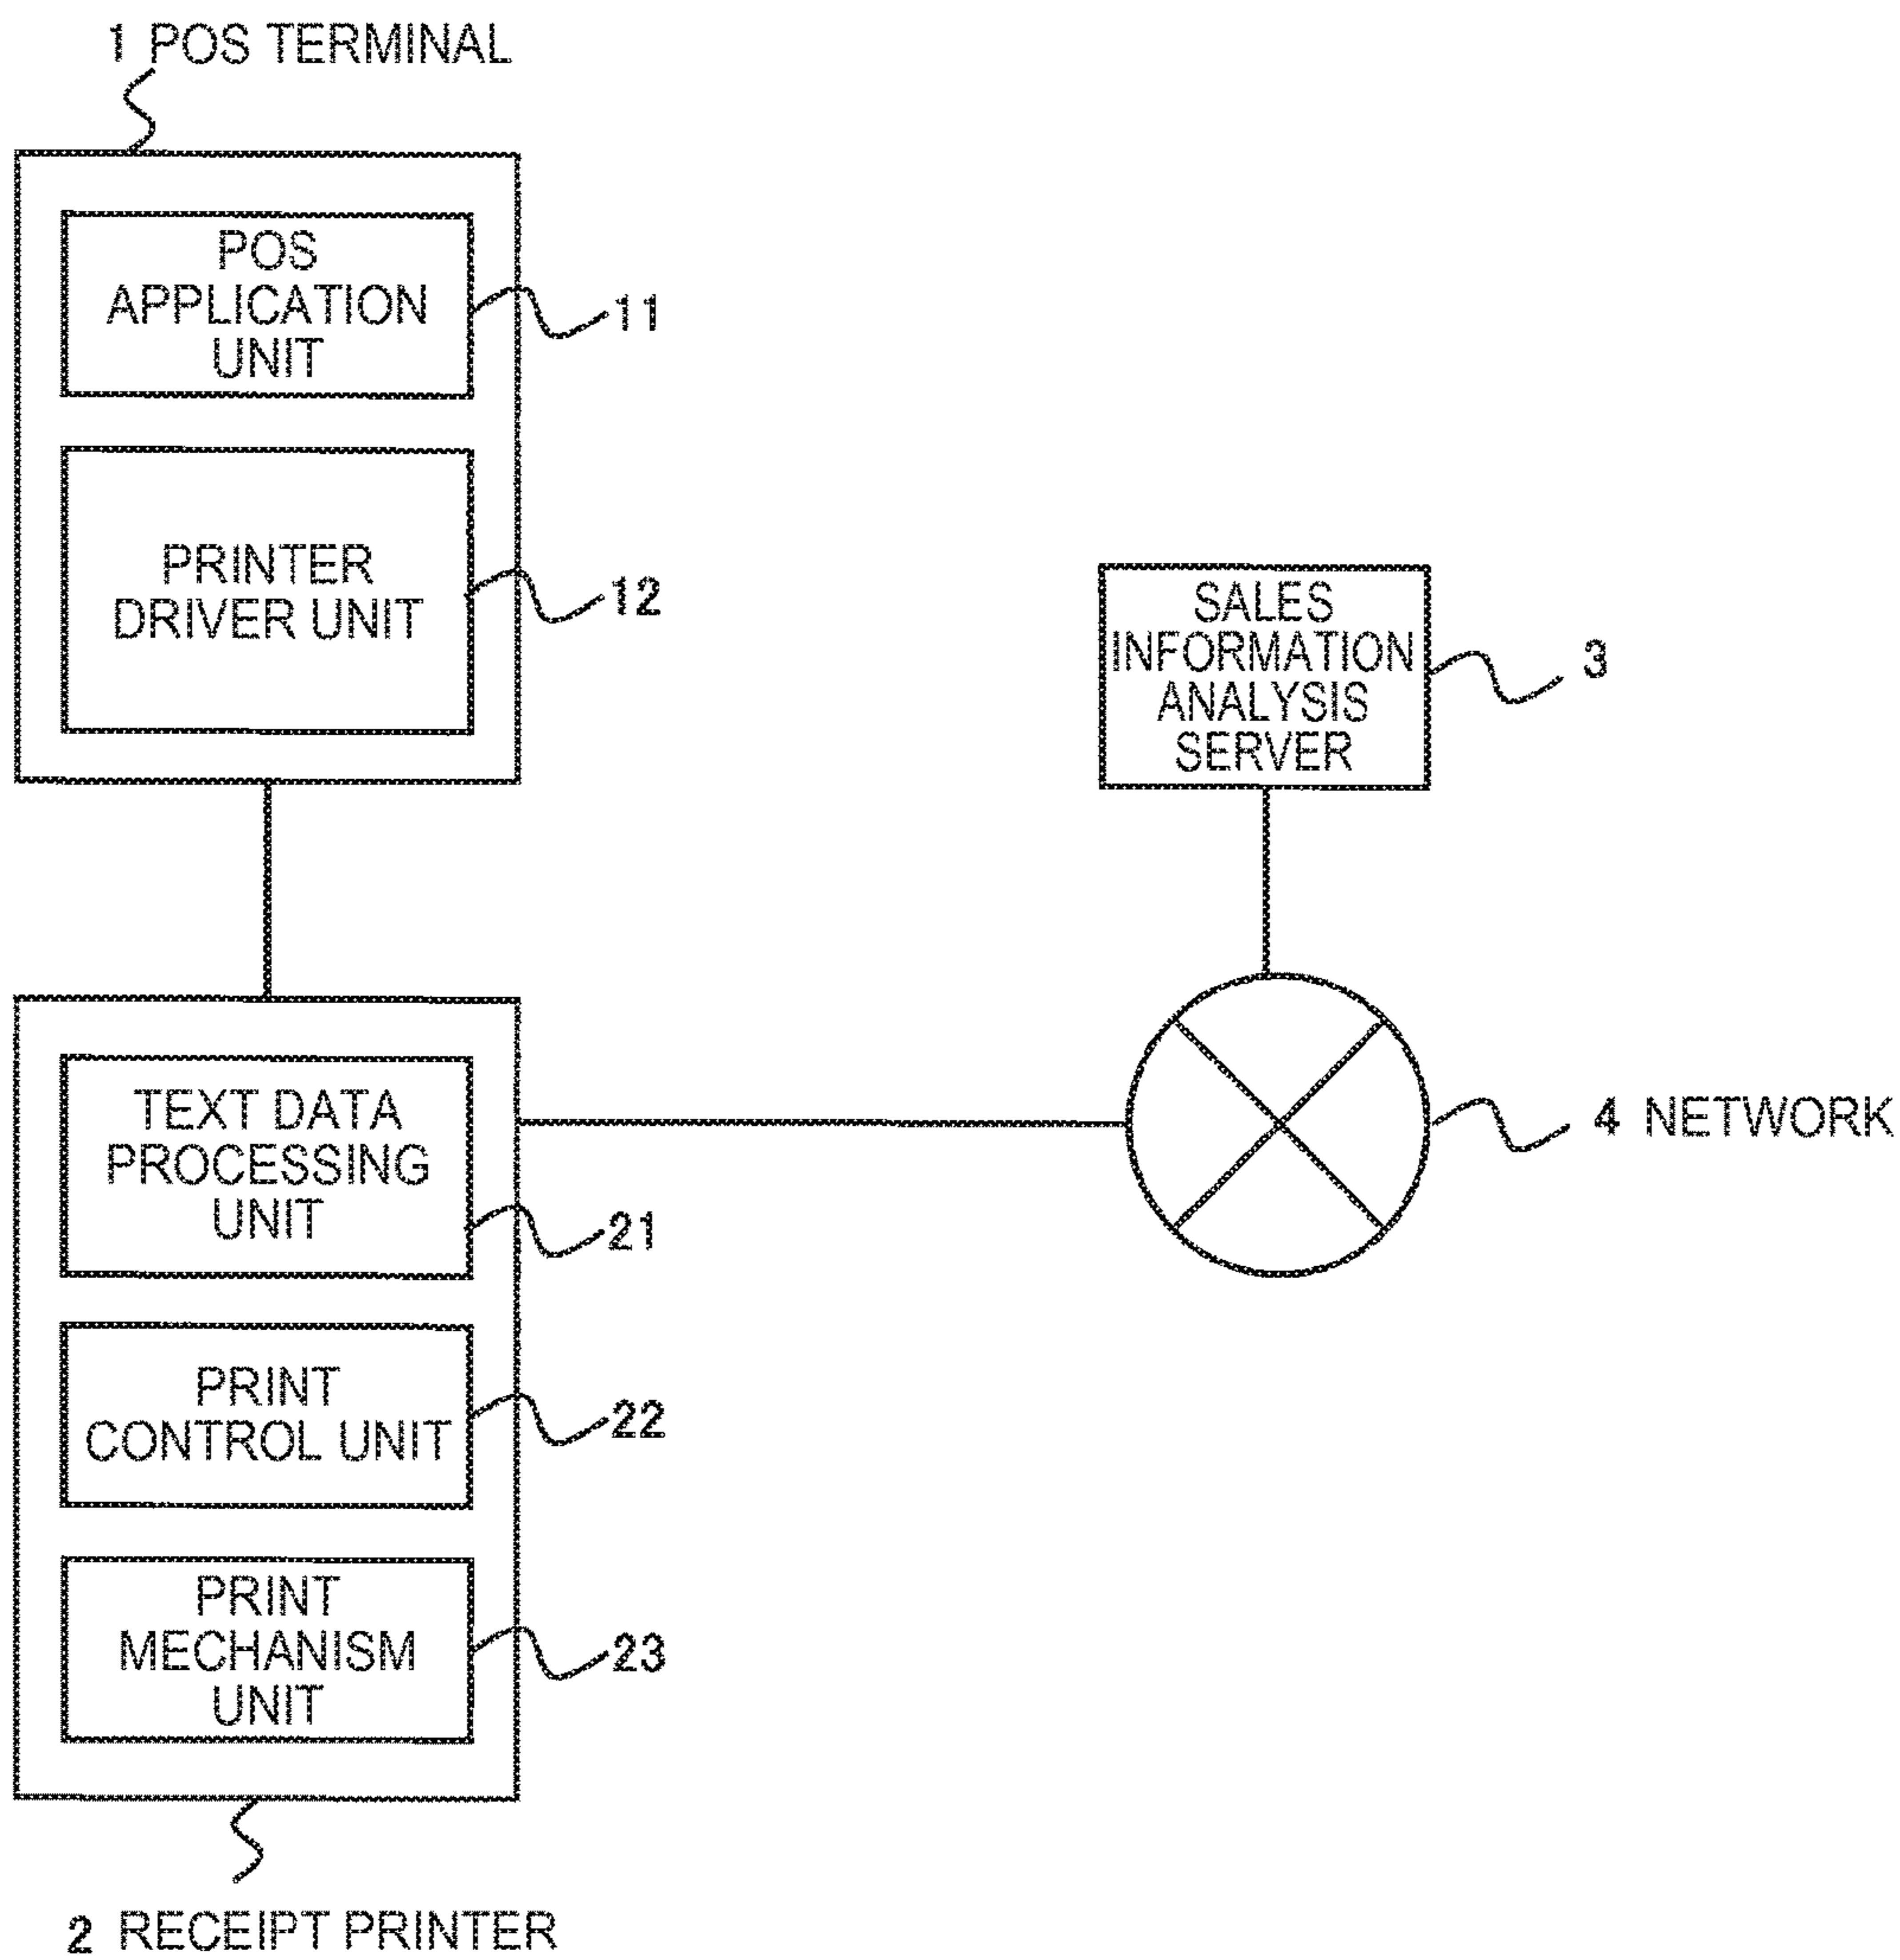 1 POS TERMINAL
POS
APPLICATION
UNIT
11
PRINTER
DRIVER UNIT
12
SALES
INFORMATION
ANALYSIS
SERVER
3
TEXT DATA
PROCESSING
UNIT
21
4 NETWORK
PRINT
CONTROL UNIT
22
PRINT
MECHANISM
UNIT
23
2 RECEIPT PRINTER